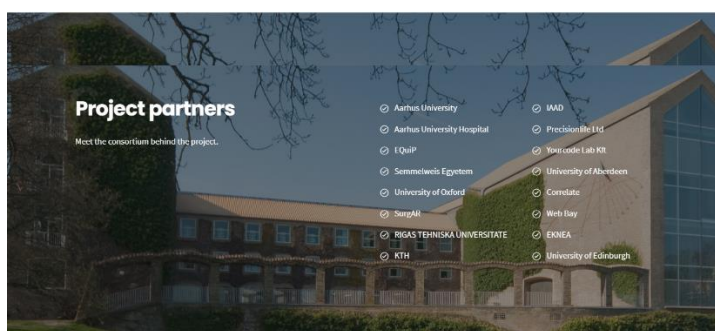 Project partners
Meet the consortium behind the project.
Aarhus University
Aarhus University Hospital
EQuiP
Semmelweis Egyetem
University of Oxford
SurgAR
RIGAS TEHNISKA UNIVERSITATE
KTH
IAAD
Precisionlife Ltd
Yourcode Lab Kft
University of Aberdeen
Correlate
Web Bay
EKNEA
University of Edinburgh